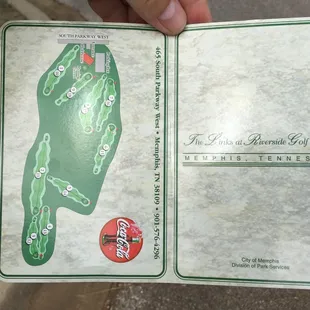 SOUTH PARKWAY WEST
465 South Parkway West • Memphis, TN 38109 • 901-576-4296
Coca-Cola
The Links at Riverside Golf
MEMPHIS, TENNES
City of Memphis
Division of Park Services